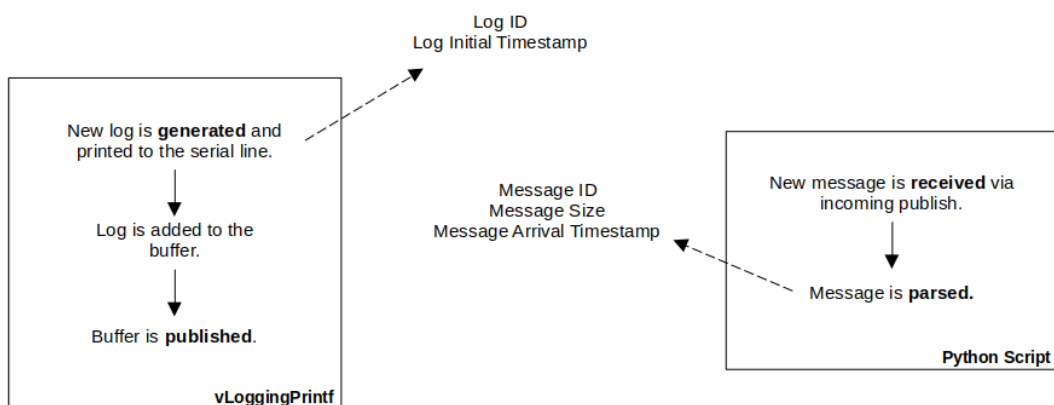 Log ID
Log Initial Timestamp
New log is generated and
printed to the serial line.
Log is added to the
buffer.
Buffer is published.
vLoggingPrintf
Message ID
Message Size
Message Arrival Timestamp
New message is received via
incoming publish.
Message is parsed.
Python Script